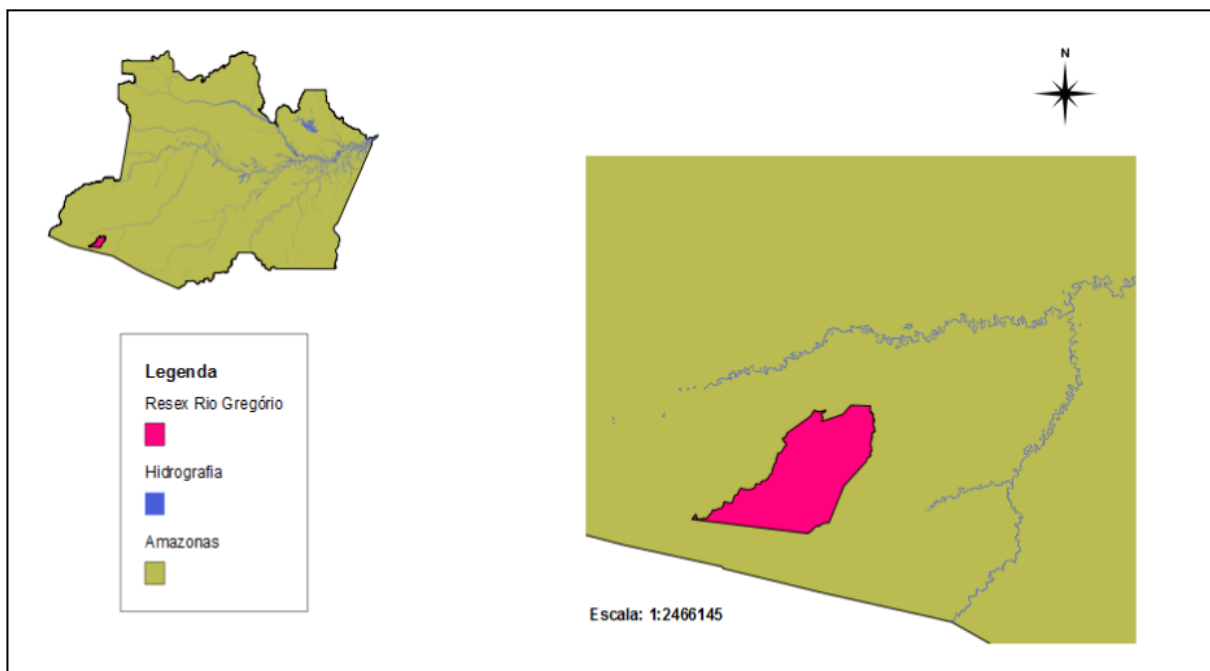 N
Legenda
Resex Rio Gregório
Hidrografia
Amazonas
Escala: 1:2466145